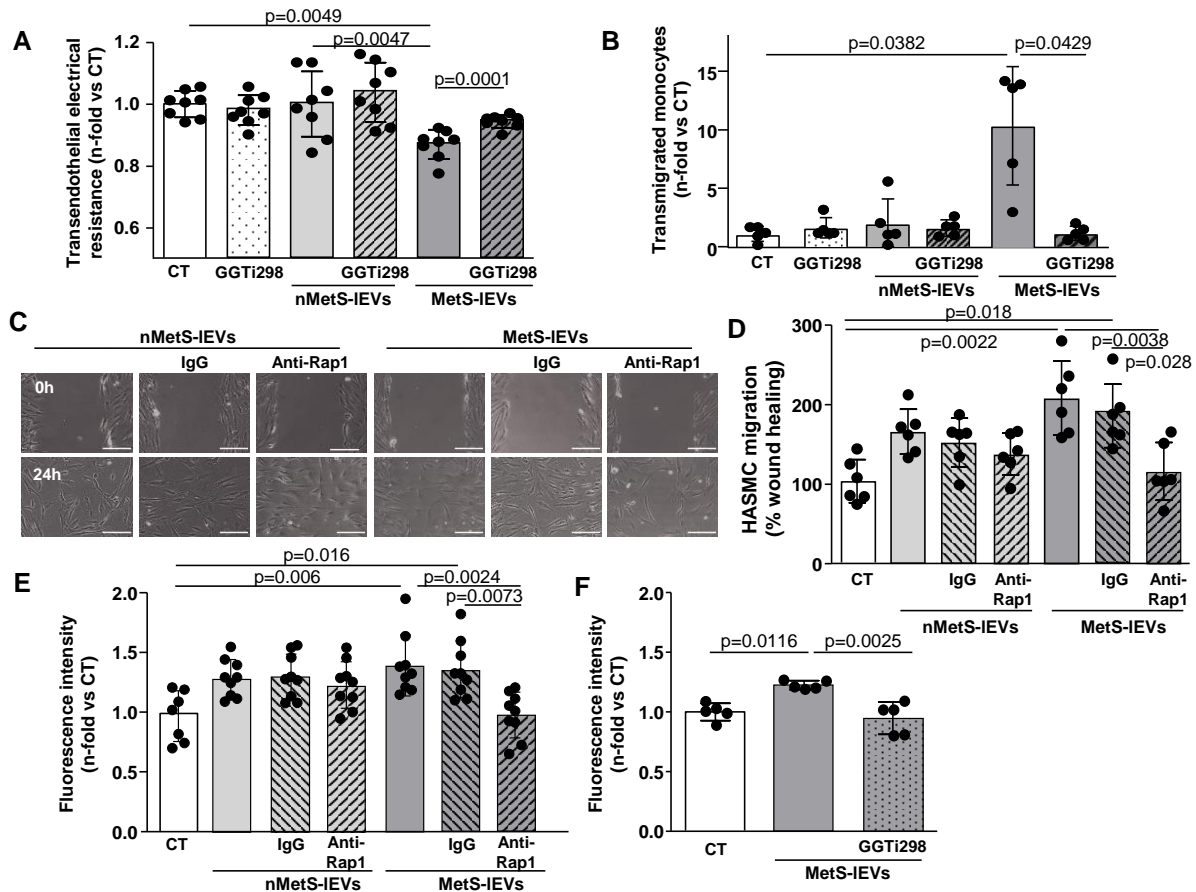 A
p=0.0049
p=0.0047
p=0.0001
Transendothelial electrical
resistance (n-fold vs CT)
1.2
1.0
0.8
0.6
CT
GGTi298
GGTi298
GGTi298
nMetS-lEVs
MetS-lEVs
B
p=0.0382
p=0.0429
Transmigrated monocytes
(n-fold vs CT)
15
10
5
0
CT
GGTi298
GGTi298
GGTi298
nMetS-lEVs
MetS-lEVs
C
nMetS-lEVs
MetS-lEVs
IgG
Anti-Rap1
IgG
Anti-Rap1
0h
24h
D
p=0.018
p=0.0022
p=0.0038
p=0.028
HASMC migration
(% wound healing)
300
200
100
0
CT
IgG
Anti-
Rap1
IgG
Anti-
Rap1
nMetS-lEVs
MetS-lEVs
E
p=0.016
p=0.006
p=0.0024
p=0.0073
Fluorescence intensity
(n-fold vs CT)
2.0
1.5
1.0
0.5
0.0
CT
IgG
Anti-
Rap1
IgG
Anti-
Rap1
nMetS-lEVs
MetS-lEVs
F
p=0.0116
p=0.0025
Fluorescence intensity
(n-fold vs CT)
2.0
1.5
1.0
0.5
0.0
CT
GGTi298
MetS-lEVs